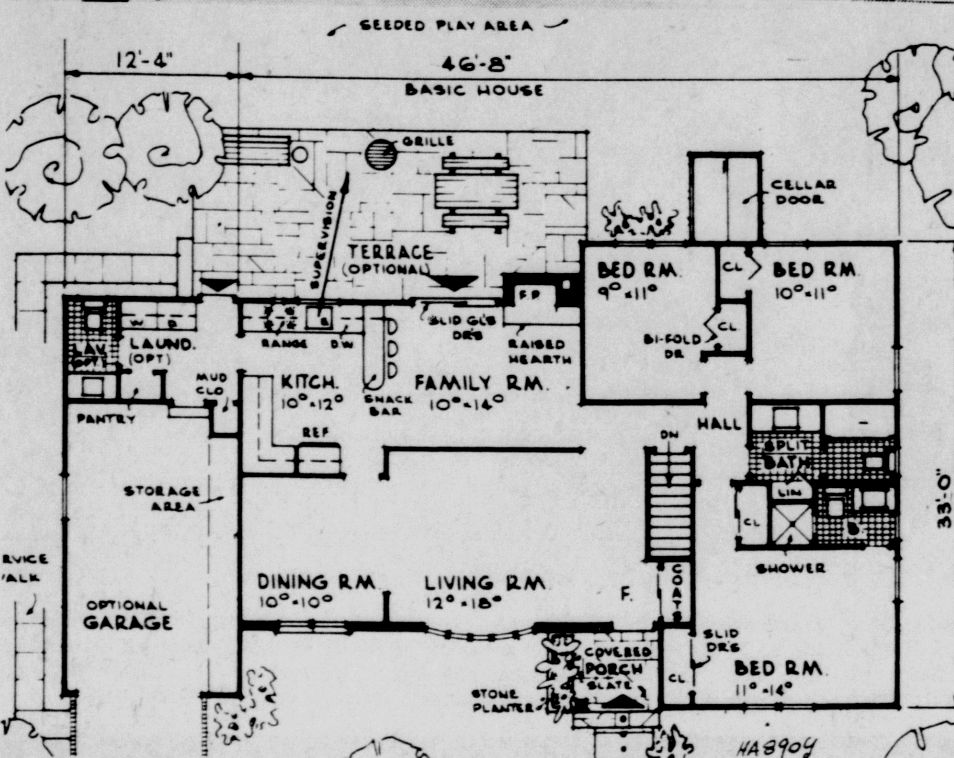 SEEDED PLAY AREA
12'-4"
46'-8"
BASIC HOUSE
GRILLE
CELLAR
DOOR
SUPERVISION
TERRACE
(OPTIONAL)
BED RM.
9⁰ x 11⁰
CL
BED RM.
10⁰ x 11⁰
F.P.
W D
LAV.
(OPT)
LAUND.
(OPT)
RANGE
S
D.W
SLID GL'S
DR'S
RAISED
HEARTH
BI-FOLD
DR
CL
MUD
CLO
KITCH.
10⁰ x 12⁰
SNACK
BAR
FAMILY RM.
10⁰ x 14⁰
PANTRY
REF
DN
HALL
SPLIT
BATH
LIN
CL
B
SHOWER
33'-0"
STORAGE
AREA
RVICE
ALK
OPTIONAL
GARAGE
DINING RM.
10⁰ x 10⁰
LIVING RM.
12⁰ x 18⁰
F.
COATS
SLID
DR'S
COVERED
PORCH
SLATE
CL
BED RM.
11⁰ x 14⁰
STONE
PLANTER
HA890Y